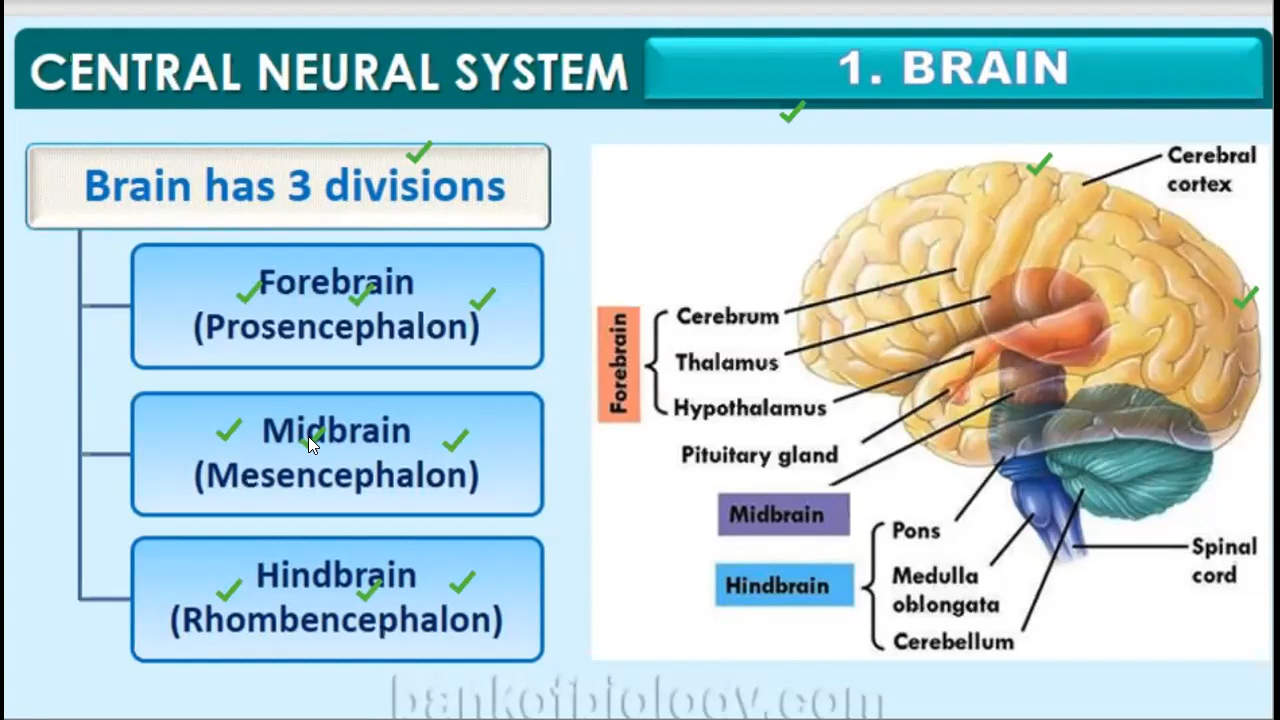 CENTRAL NEURAL SYSTEM
1. BRAIN
Brain has 3 divisions
Forebrain
(Prosencephalon)
Midbrain
(Mesencephalon)
Hindbrain
(Rhombencephalon)
Cerebral
cortex
Forebrain
Cerebrum
Thalamus
Hypothalamus
Pituitary gland
Midbrain
Hindbrain
Pons
Medulla
oblongata
Cerebellum
Spinal
cord
bankofbiology.com